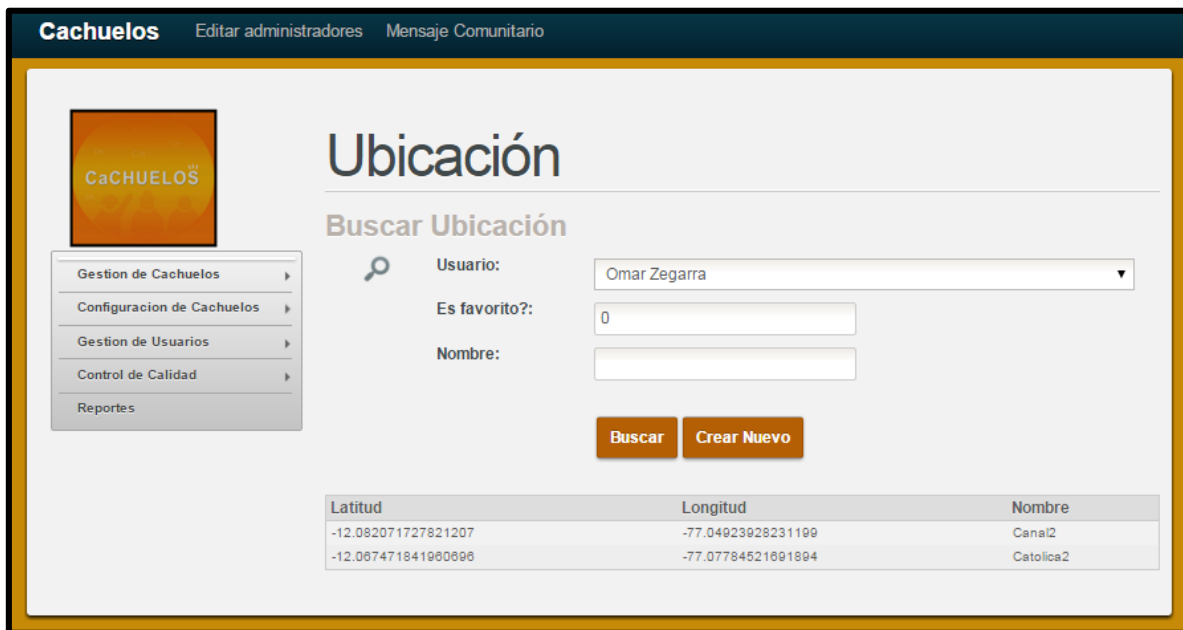 Cachuelos Editar administradores Mensaje Comunitario
CaCHUELOS
Gestion de Cachuelos
Configuracion de Cachuelos
Gestion de Usuarios
Control de Calidad
Reportes
Ubicación
Buscar Ubicación
Usuario: Omar Zegarra
Es favorito?: 0
Nombre:
Buscar Crear Nuevo
Latitud Longitud Nombre
-12.082071727821207 -77.04923928231199 Canal2
-12.067471841960696 -77.07784521691894 Catolica2